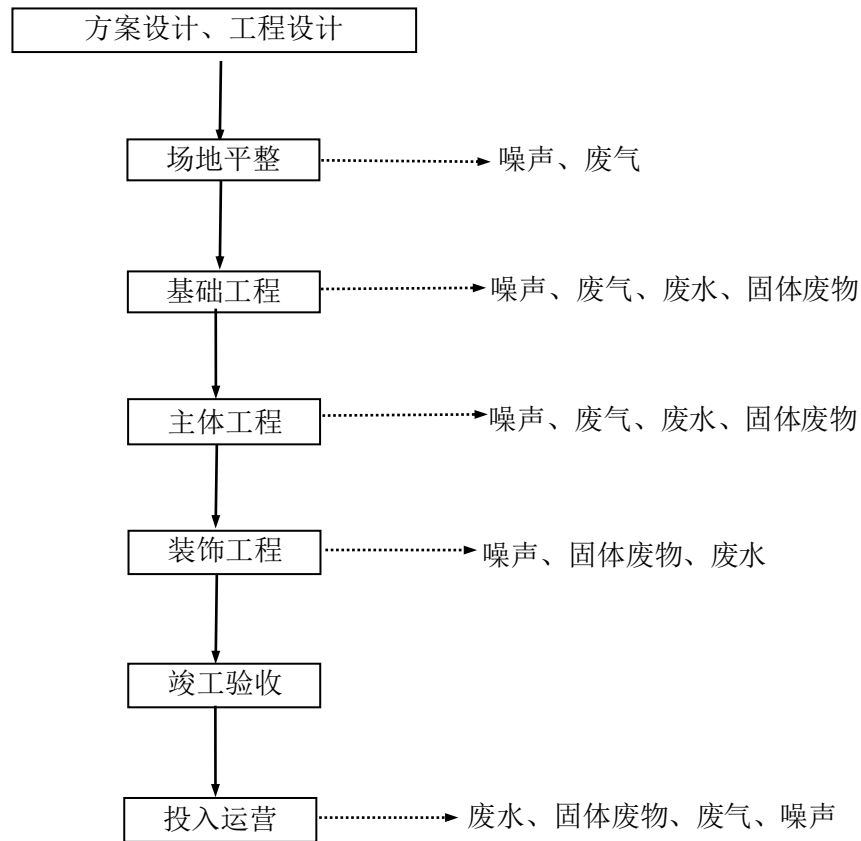 方案设计、工程设计
场地平整
噪声、废气
基础工程
噪声、废气、废水、固体废物
主体工程
噪声、废气、废水、固体废物
装饰工程
噪声、固体废物、废水
竣工验收
投入运营
废水、固体废物、废气、噪声